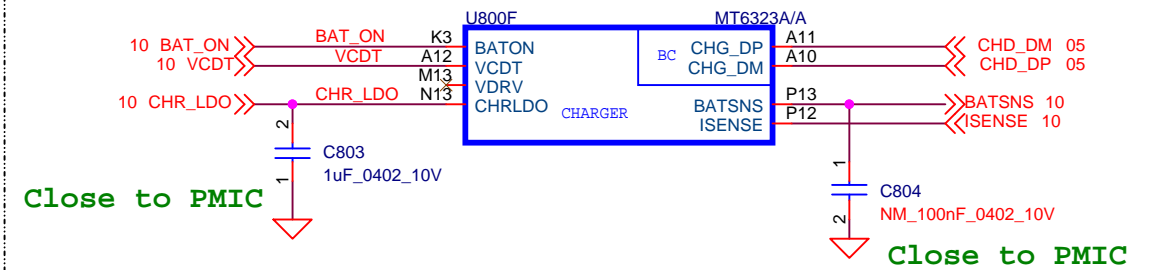 U800F MT6323A/A
10 BAT_ON BAT_ON K3 BATON BC CHG_DP A11 CHD_DM 05
10 VCDT VCDT A12 VCDT CHG_DM A10 CHD_DP 05
M13 VDRV
10 CHR_LDO CHR_LDO N13 CHRLDO CHARGER BATSNS P13 BATSNS 10
ISENSE P12 ISENSE 10
2
C803
1uF_0402_10V
1
Close to PMIC
1
C804
NM_100nF_0402_10V
2
Close to PMIC